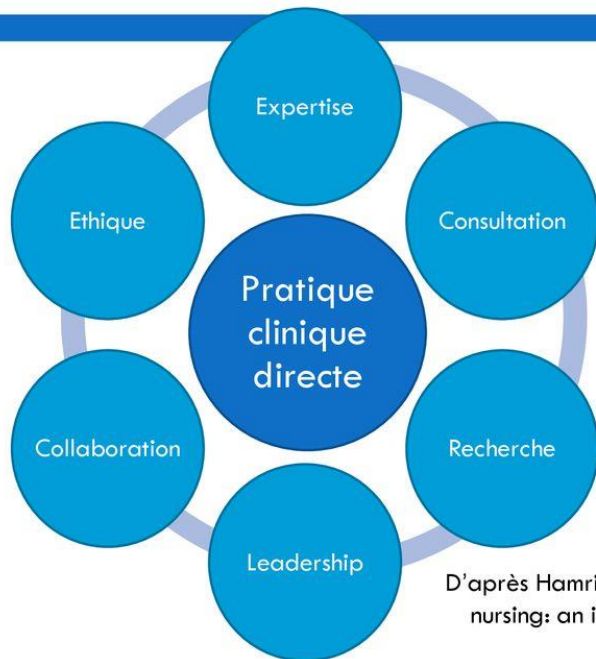 Expertise
Ethique
Consultation
Pratique
clinique
directe
Collaboration
Recherche
Leadership
D'après Hamri
nursing: an i